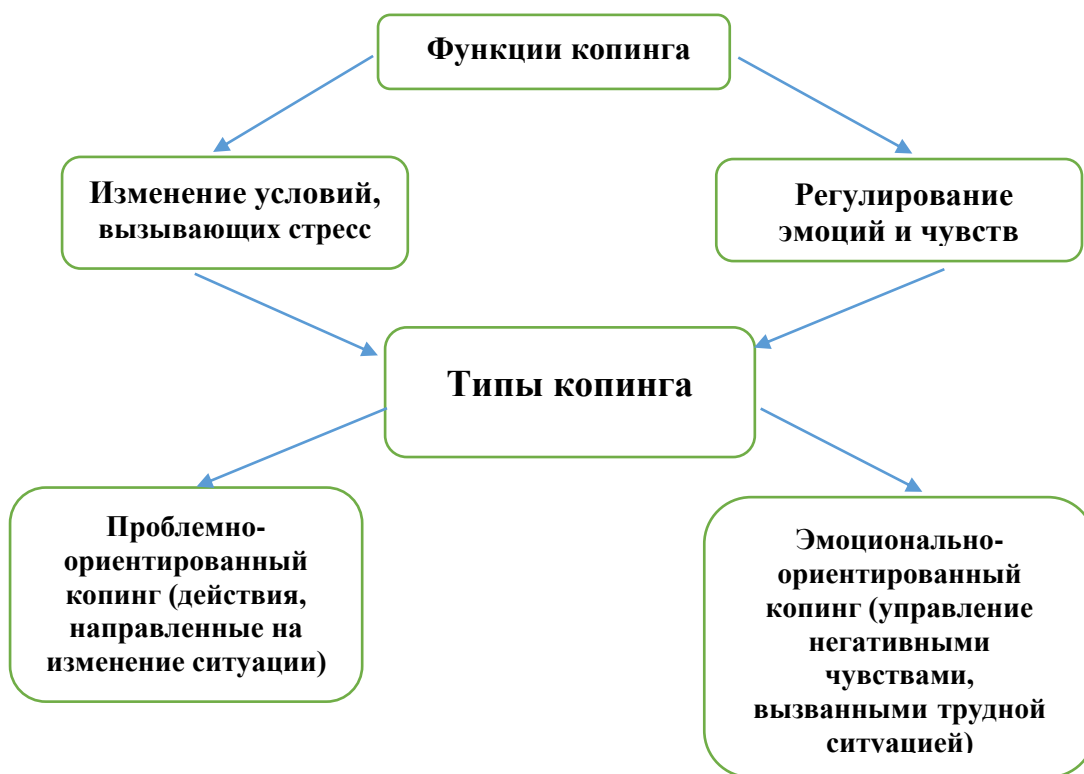 Функции копинга
Изменение условий,
вызывающих стресс
Регулирование
эмоций и чувств
Типы копинга
Проблемно-
ориентированный
копинг (действия,
направленные на
изменение ситуации)
Эмоционально-
ориентированный
копинг (управление
негативными
чувствами,
вызванными трудной
ситуацией)